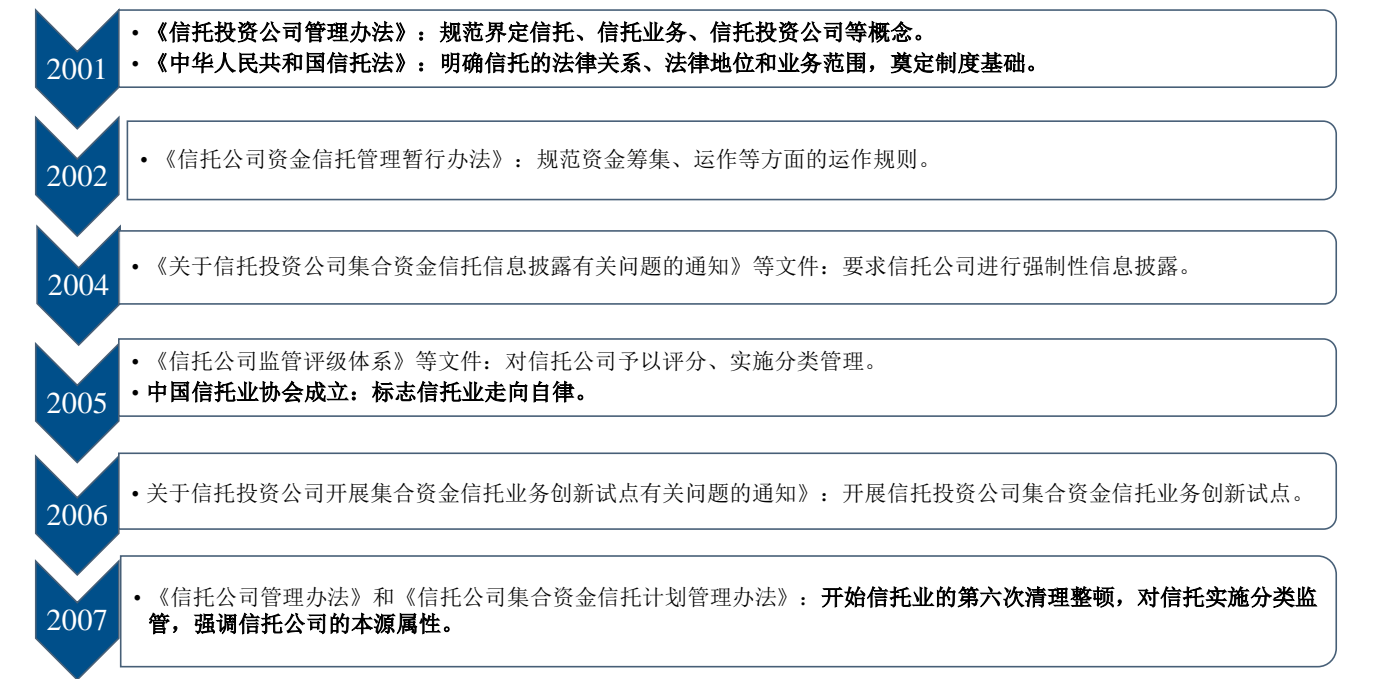 2001
• 《信托投资公司管理办法》：规范界定信托、信托业务、信托投资公司等概念。
• 《中华人民共和国信托法》：明确信托的法律关系、法律地位和业务范围，奠定制度基础。
2002
• 《信托公司资金信托管理暂行办法》：规范资金筹集、运作等方面的运作规则。
2004
• 《关于信托投资公司集合资金信托信息披露有关问题的通知》等文件：要求信托公司进行强制性信息披露。
2005
• 《信托公司监管评级体系》等文件：对信托公司予以评分、实施分类管理。
• 中国信托业协会成立：标志信托业走向自律。
2006
• 关于信托投资公司开展集合资金信托业务创新试点有关问题的通知》：开展信托投资公司集合资金信托业务创新试点。
2007
• 《信托公司管理办法》和《信托公司集合资金信托计划管理办法》：开始信托业的第六次清理整顿，对信托实施分类监
管，强调信托公司的本源属性。